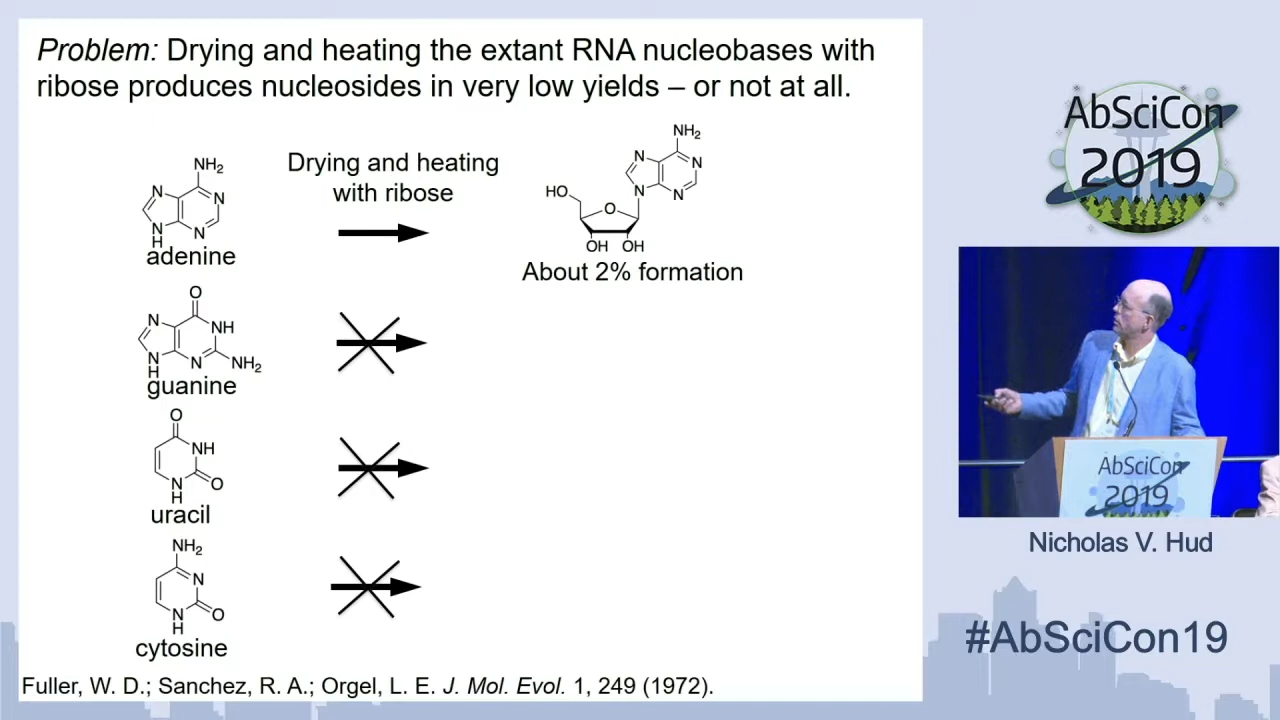 Problem: Drying and heating the extant RNA nucleobases with
ribose produces nucleosides in very low yields – or not at all.
NH₂
N
N
N
N
H
adenine
Drying and heating
with ribose
NH₂
N
N
N
N
HO
O
OH
OH
About 2% formation
O
N
NH
N
H
N
NH₂
guanine
O
NH
N
H
O
uracil
NH₂
N
N
H
O
cytosine
Fuller, W. D.; Sanchez, R. A.; Orgel, L. E. J. Mol. Evol. 1, 249 (1972).
AbSciCon
2019
AbSciCon
2019
Nicholas V. Hud
#AbSciCon19